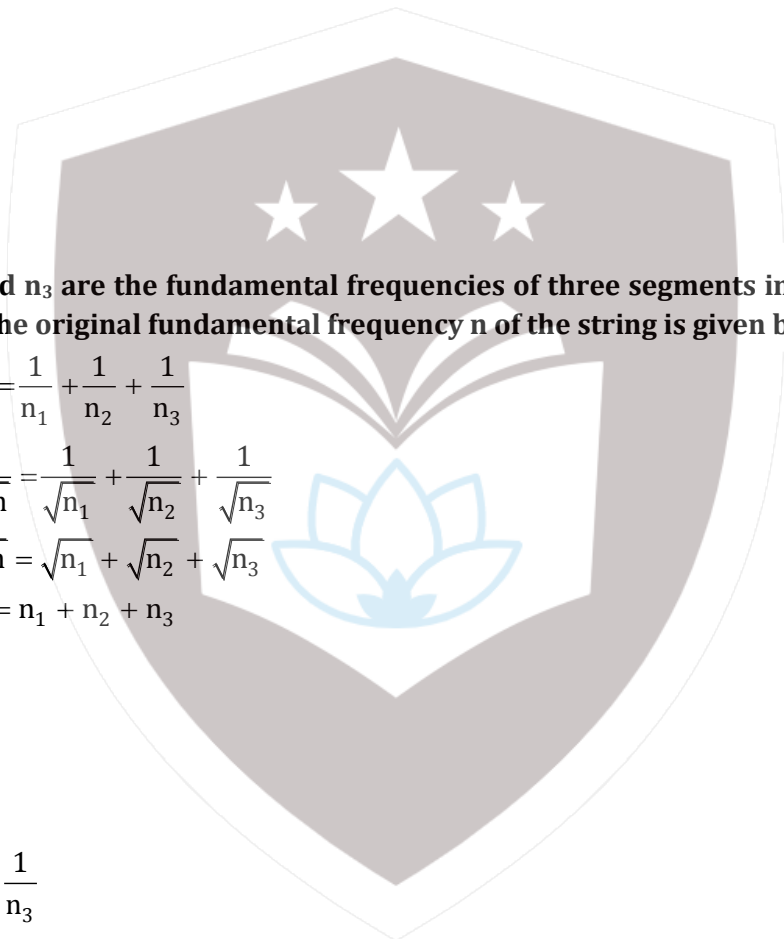 d n₃ are the fundamental frequencies of three segments in
he original fundamental frequency n of the string is given b
= 1/n₁ + 1/n₂ + 1/n₃
= 1/√n₁ + 1/√n₂ + 1/√n₃
= √n₁ + √n₂ + √n₃
= n₁ + n₂ + n₃
1/n₃